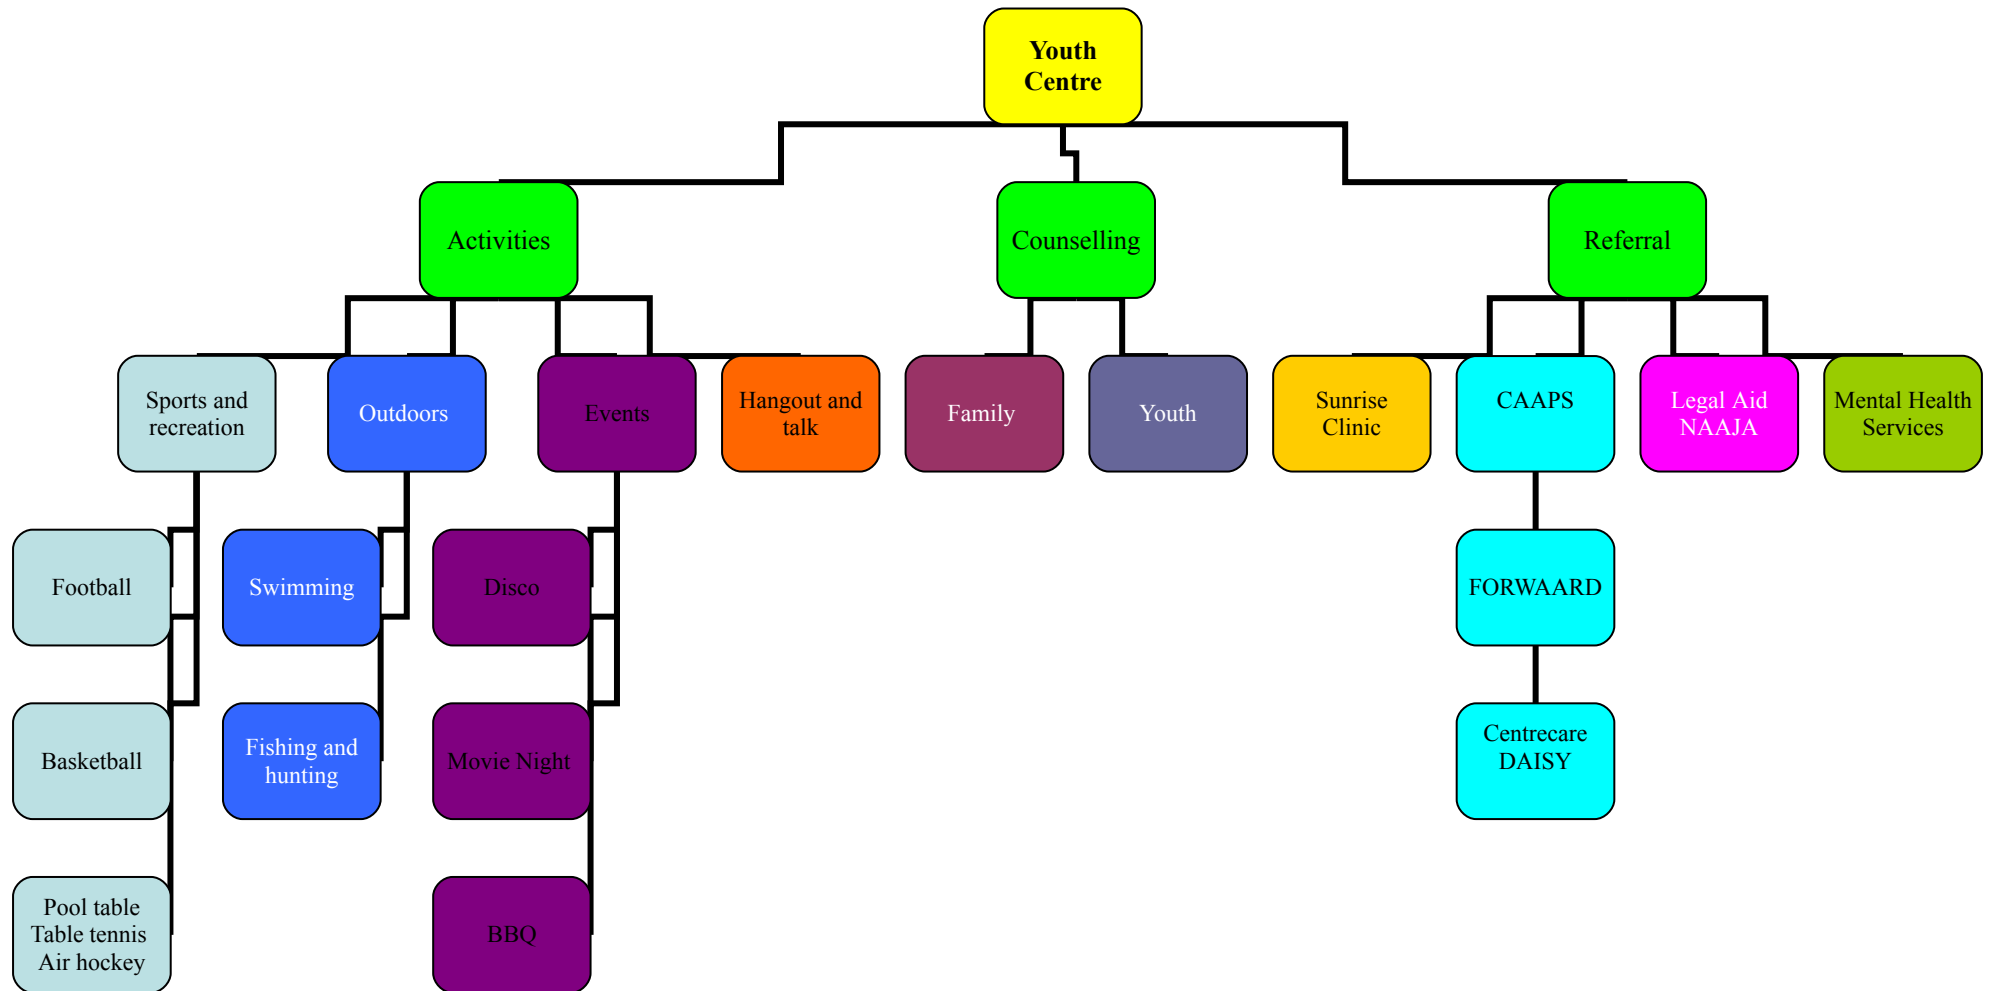 Youth
Centre
Activities
Counselling
Referral
Sports and
recreation
Outdoors
Events
Hangout and
talk
Family
Youth
Sunrise
Clinic
CAAPS
Legal Aid
NAAJA
Mental Health
Services
Football
Swimming
Disco
FORWAARD
Basketball
Fishing and
hunting
Movie Night
Centrecare
DAISY
Pool table
Table tennis
Air hockey
BBQ